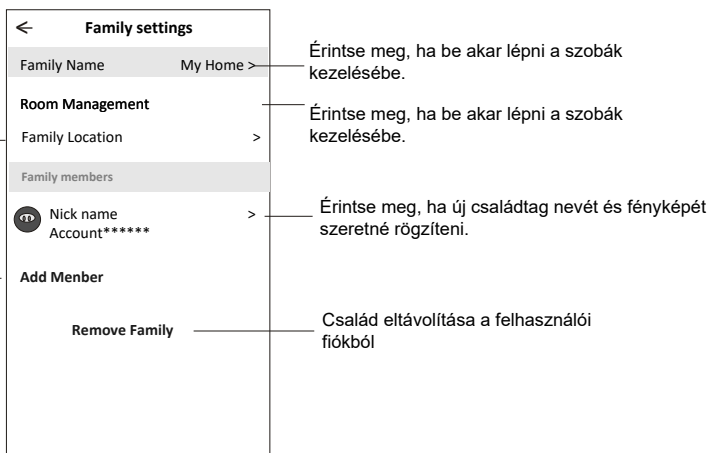 ← Family settings
Family Name My Home >
Room Management
Family Location >
Family members
Nick name >
Account******
Add Menber
Remove Family
Érintse meg, ha be akar lépni a szobák
kezelésébe.
Érintse meg, ha be akar lépni a szobák
kezelésébe.
Érintse meg, ha új családtag nevét és fényképét
szeretné rögzíteni.
Család eltávolítása a felhasználói
fiókból